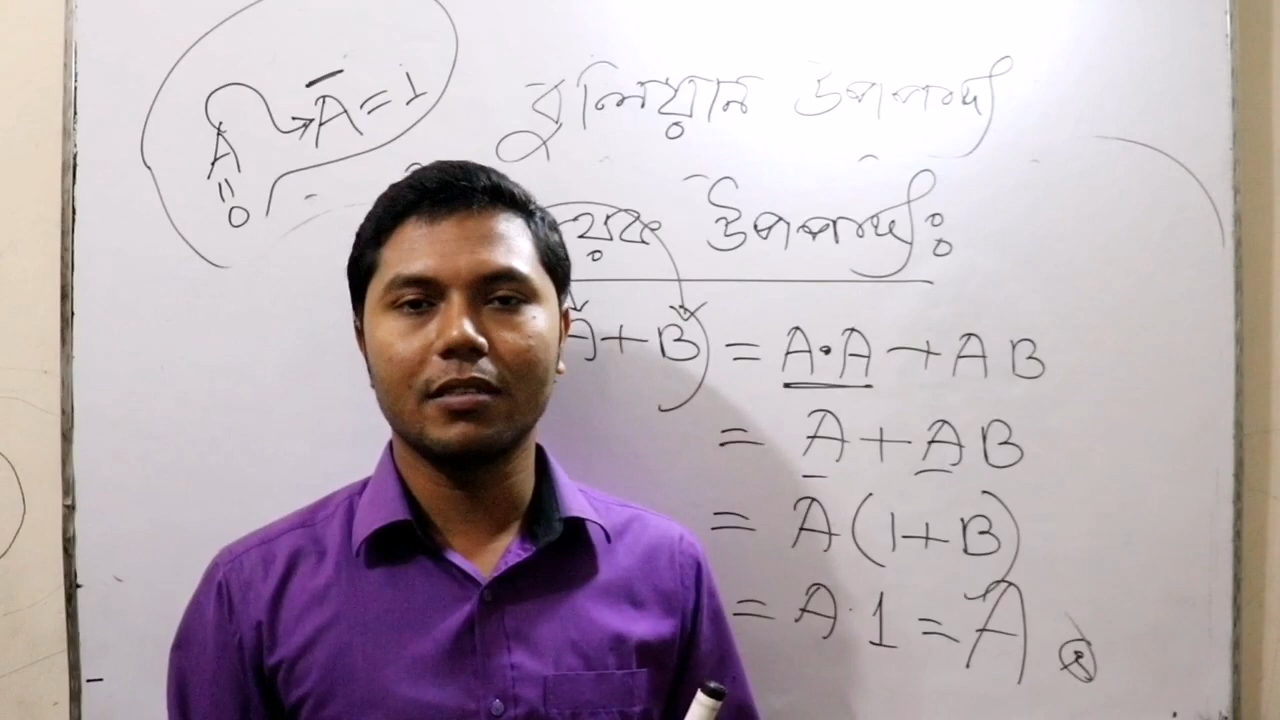 A̅ = 1
A
=
0
বুলিয়ান উপপাদ্য
উপপাদ্য:
A + B) = A·A + AB
= A + AB
= A(1+B)
= A·1 = A